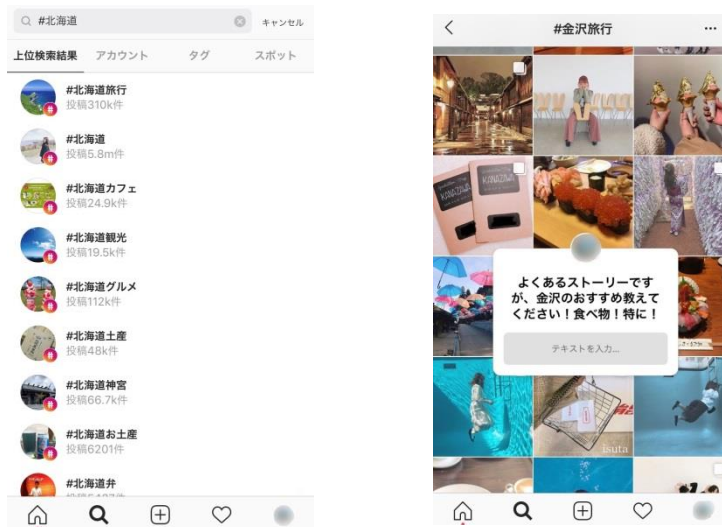 #北海道
キャンセル
上位検索結果 アカウント タグ スポット
#北海道旅行
投稿310k件
#北海道
投稿5.8m件
#北海道カフェ
投稿24.9k件
#北海道観光
投稿19.5k件
#北海道グルメ
投稿112k件
#北海道土産
投稿48k件
#北海道神宮
投稿66.7k件
#北海道お土産
投稿6201件
#北海道弁
#金沢旅行
KANAZAWA
KANAZAWA
よくあるストーリーです
が、金沢のおすすめ教えて
ください！食べ物！特に！
テキストを入力...
isuta